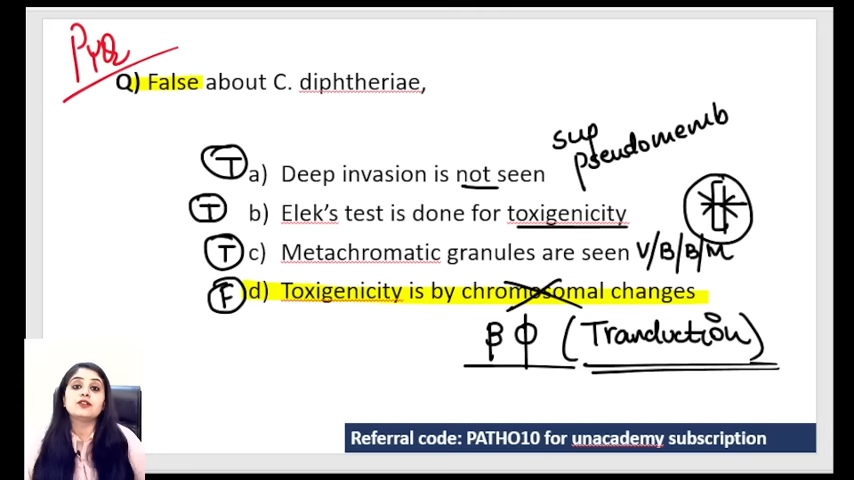 PYQ
Q) False about C. diphtheriae,
sup
pseudomemb
T a) Deep invasion is not seen
T b) Elek's test is done for toxigenicity
T c) Metachromatic granules are seen V/B/B/M
F d) Toxigenicity is by chromosomal changes
β Φ (Tranduction)
Referral code: PATHO10 for unacademy subscription